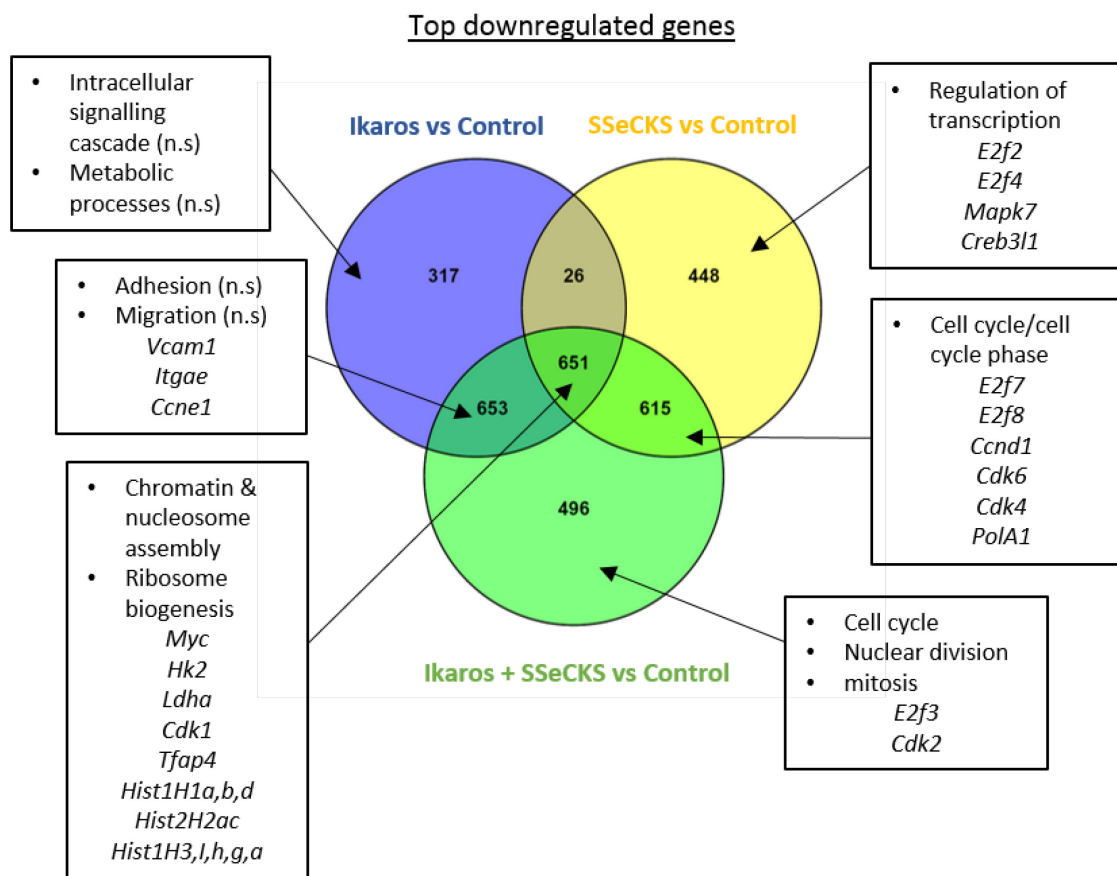 Top downregulated genes
• Intracellular
signalling
cascade (n.s)
• Metabolic
processes (n.s)
Ikaros vs Control
SSeCKS vs Control
• Regulation of
transcription
E2f2
E2f4
Mapk7
Creb3l1
317
26
448
• Adhesion (n.s)
• Migration (n.s)
Vcam1
Itgae
Ccne1
651
653
615
• Cell cycle/cell
cycle phase
E2f7
E2f8
Ccnd1
Cdk6
Cdk4
PolA1
• Chromatin &
nucleosome
assembly
• Ribosome
biogenesis
Myc
Hk2
Ldha
Cdk1
Tfap4
Hist1H1a,b,d
Hist2H2ac
Hist1H3,I,h,g,a
496
Ikaros + SSeCKS vs Control
• Cell cycle
• Nuclear division
• mitosis
E2f3
Cdk2